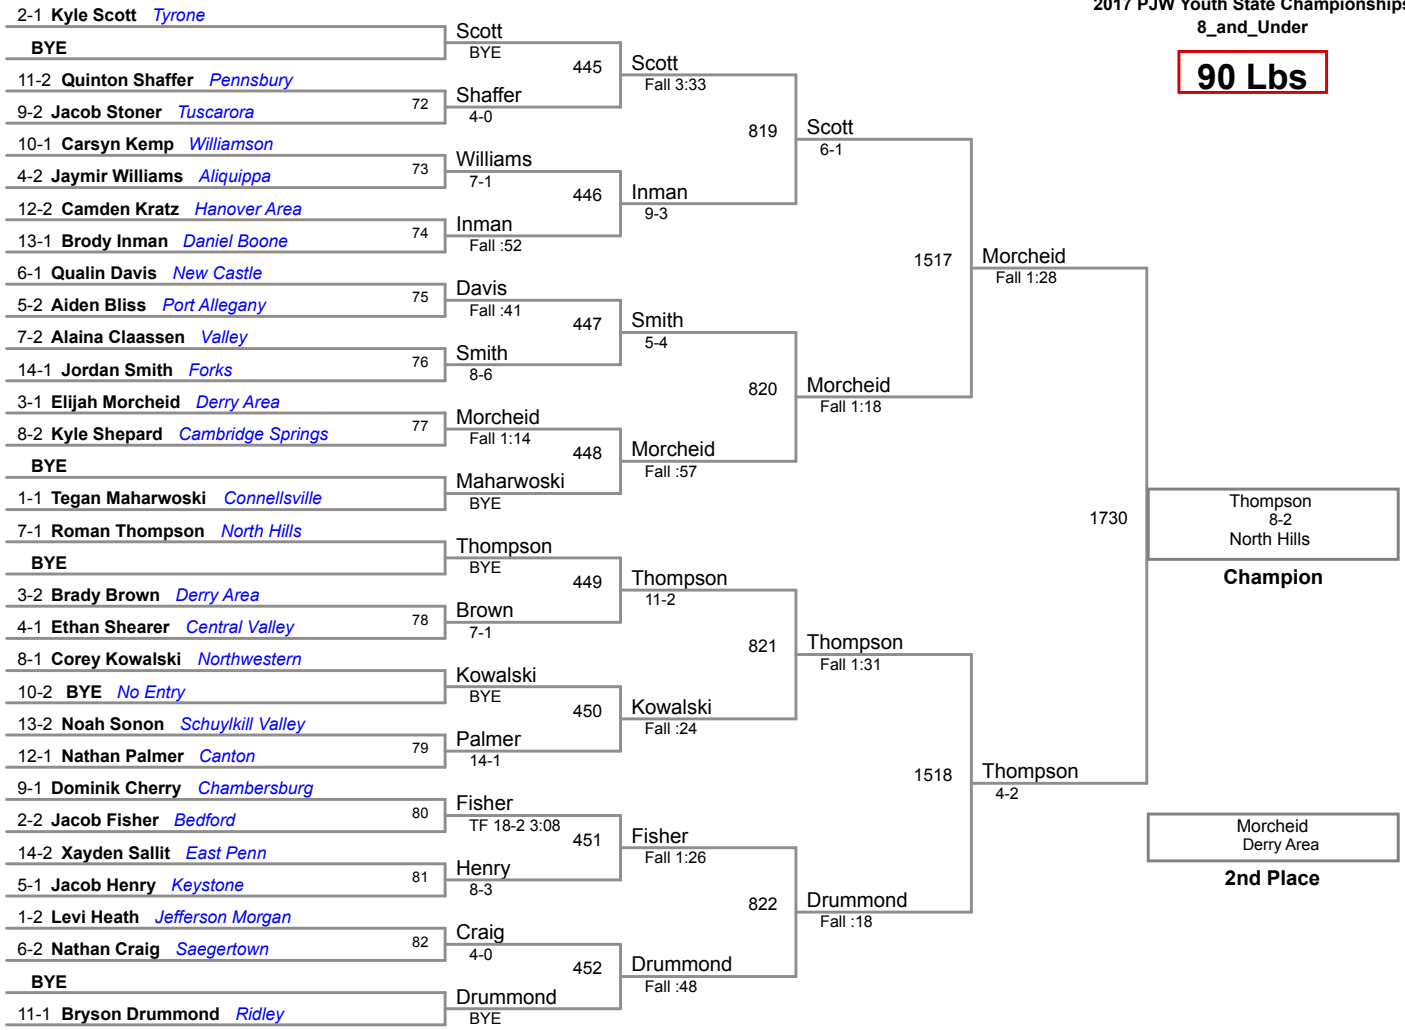 2017 PJW Youth State Championships
8_and_Under
90 Lbs
2-1 Kyle Scott Tyrone
BYE
11-2 Quinton Shaffer Pennsbury
9-2 Jacob Stoner Tuscarora
10-1 Carsyn Kemp Williamson
4-2 Jaymir Williams Aliquippa
12-2 Camden Kratz Hanover Area
13-1 Brody Inman Daniel Boone
6-1 Qualin Davis New Castle
5-2 Aiden Bliss Port Allegany
7-2 Alaina Claassen Valley
14-1 Jordan Smith Forks
3-1 Elijah Morcheid Derry Area
8-2 Kyle Shepard Cambridge Springs
BYE
1-1 Tegan Maharwoski Connellsville
7-1 Roman Thompson North Hills
BYE
3-2 Brady Brown Derry Area
4-1 Ethan Shearer Central Valley
8-1 Corey Kowalski Northwestern
10-2 BYE No Entry
13-2 Noah Sonon Schuylkill Valley
12-1 Nathan Palmer Canton
9-1 Dominik Cherry Chambersburg
2-2 Jacob Fisher Bedford
14-2 Xayden Sallit East Penn
5-1 Jacob Henry Keystone
1-2 Levi Heath Jefferson Morgan
6-2 Nathan Craig Saegertown
BYE
11-1 Bryson Drummond Ridley
72
73
74
75
76
77
78
79
80
81
82
Scott
BYE
Shaffer
4-0
Williams
7-1
Inman
Fall :52
Davis
Fall :41
Smith
8-6
Morcheid
Fall 1:14
Maharwoski
BYE
Thompson
BYE
Brown
7-1
Kowalski
BYE
Palmer
14-1
Fisher
TF 18-2 3:08
Henry
8-3
Craig
4-0
Drummond
BYE
445
446
447
448
449
450
451
452
Scott
Fall 3:33
Inman
9-3
Smith
5-4
Morcheid
Fall :57
Thompson
11-2
Kowalski
Fall :24
Fisher
Fall 1:26
Drummond
Fall :48
819
820
821
822
Scott
6-1
Morcheid
Fall 1:18
Thompson
Fall 1:31
Drummond
Fall :18
1517
1518
Morcheid
Fall 1:28
Thompson
4-2
1730
Thompson
8-2
North Hills
Champion
Morcheid
Derry Area
2nd Place